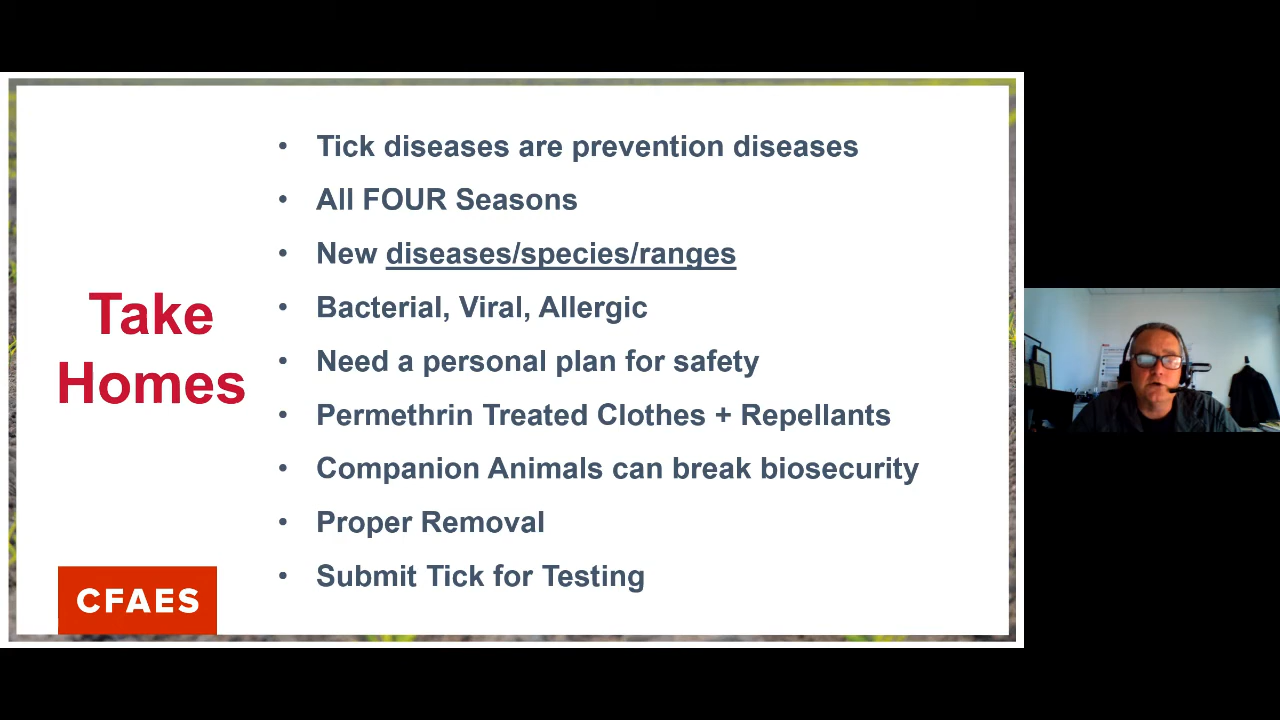 Take
Homes
• Tick diseases are prevention diseases
• All FOUR Seasons
• New diseases/species/ranges
• Bacterial, Viral, Allergic
• Need a personal plan for safety
• Permethrin Treated Clothes + Repellants
• Companion Animals can break biosecurity
• Proper Removal
• Submit Tick for Testing
CFAES